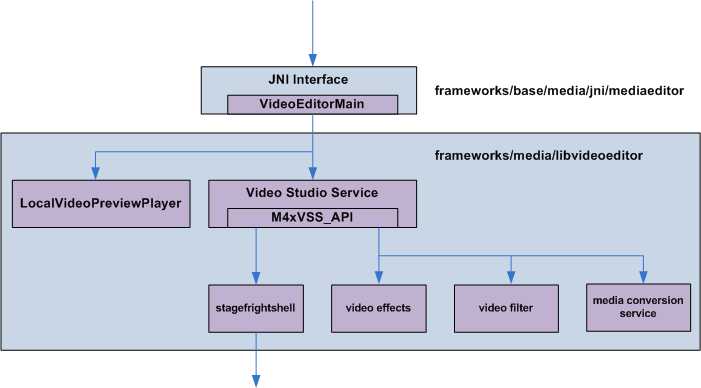 JNI Interface
VideoEditorMain
frameworks/base/media/jni/mediaeditor
frameworks/media/libvideoeditor
LocalVideoPreviewPlayer
Video Studio Service
M4xVSS_API
stagefrightshell
video effects
video filter
media conversion
service